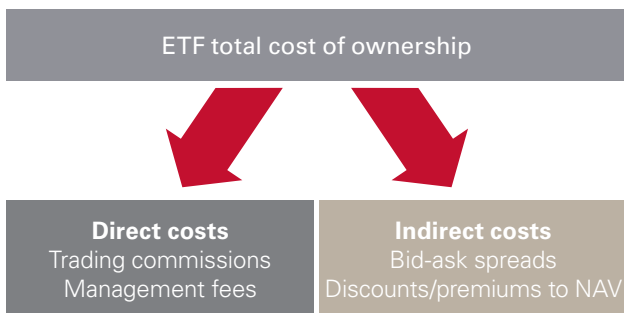 ETF total cost of ownership
Direct costs
Trading commissions
Management fees
Indirect costs
Bid-ask spreads
Discounts/premiums to NAV